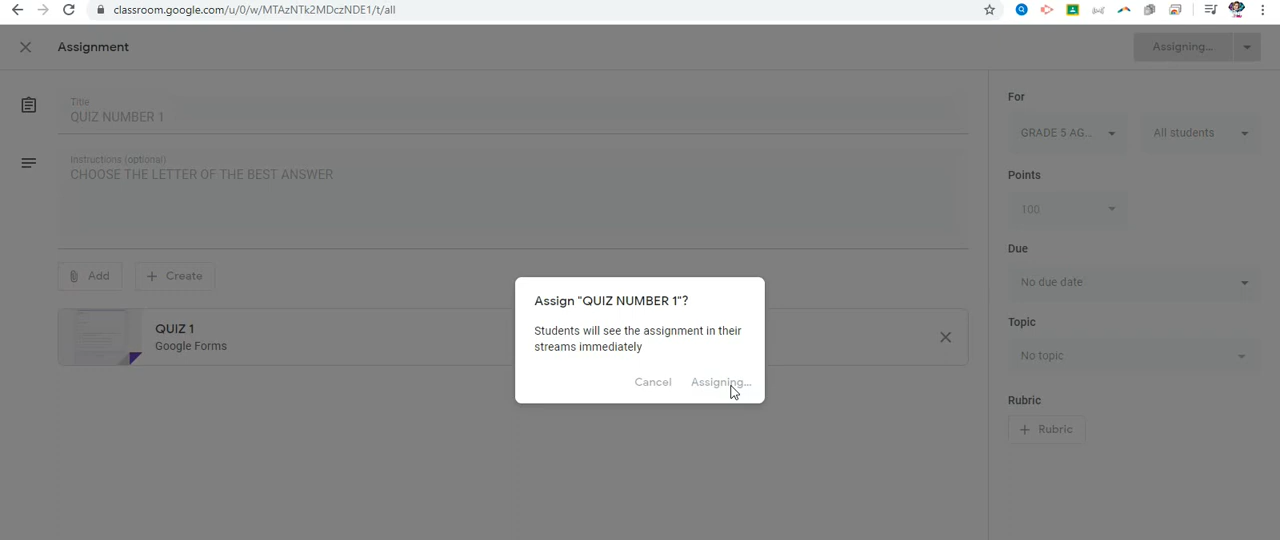 classroom.google.com/u/0/w/MTAzNTk2MDczNDE1/t/all
Assignment
Assigning...
Title
QUIZ NUMBER 1
Instructions (optional)
CHOOSE THE LETTER OF THE BEST ANSWER
Add
Create
QUIZ 1
Google Forms
Assign "QUIZ NUMBER 1"?
Students will see the assignment in their
streams immediately
Cancel
Assigning...
For
GRADE 5 AG...
All students
Points
100
Due
No due date
Topic
No topic
Rubric
Rubric